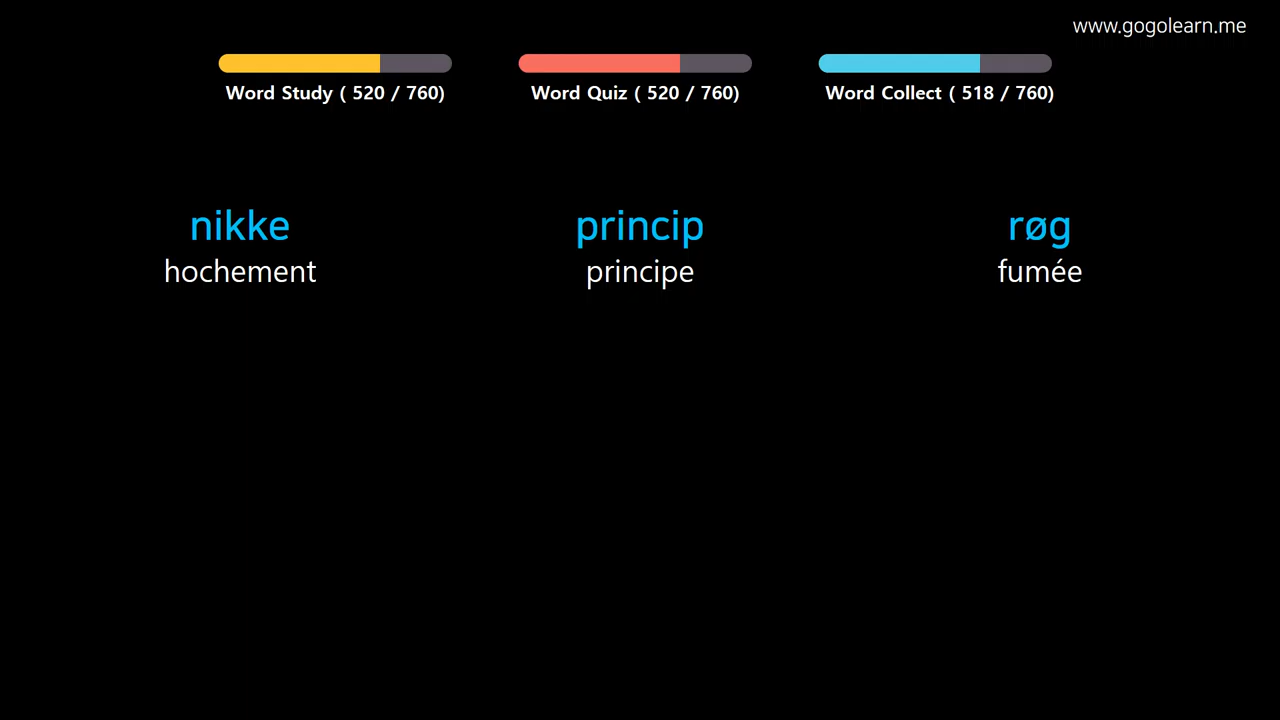 www.gogolearn.me
Word Study ( 520 / 760)
Word Quiz ( 520 / 760)
Word Collect ( 518 / 760)
nikke
hochement
princip
principe
røg
fumée